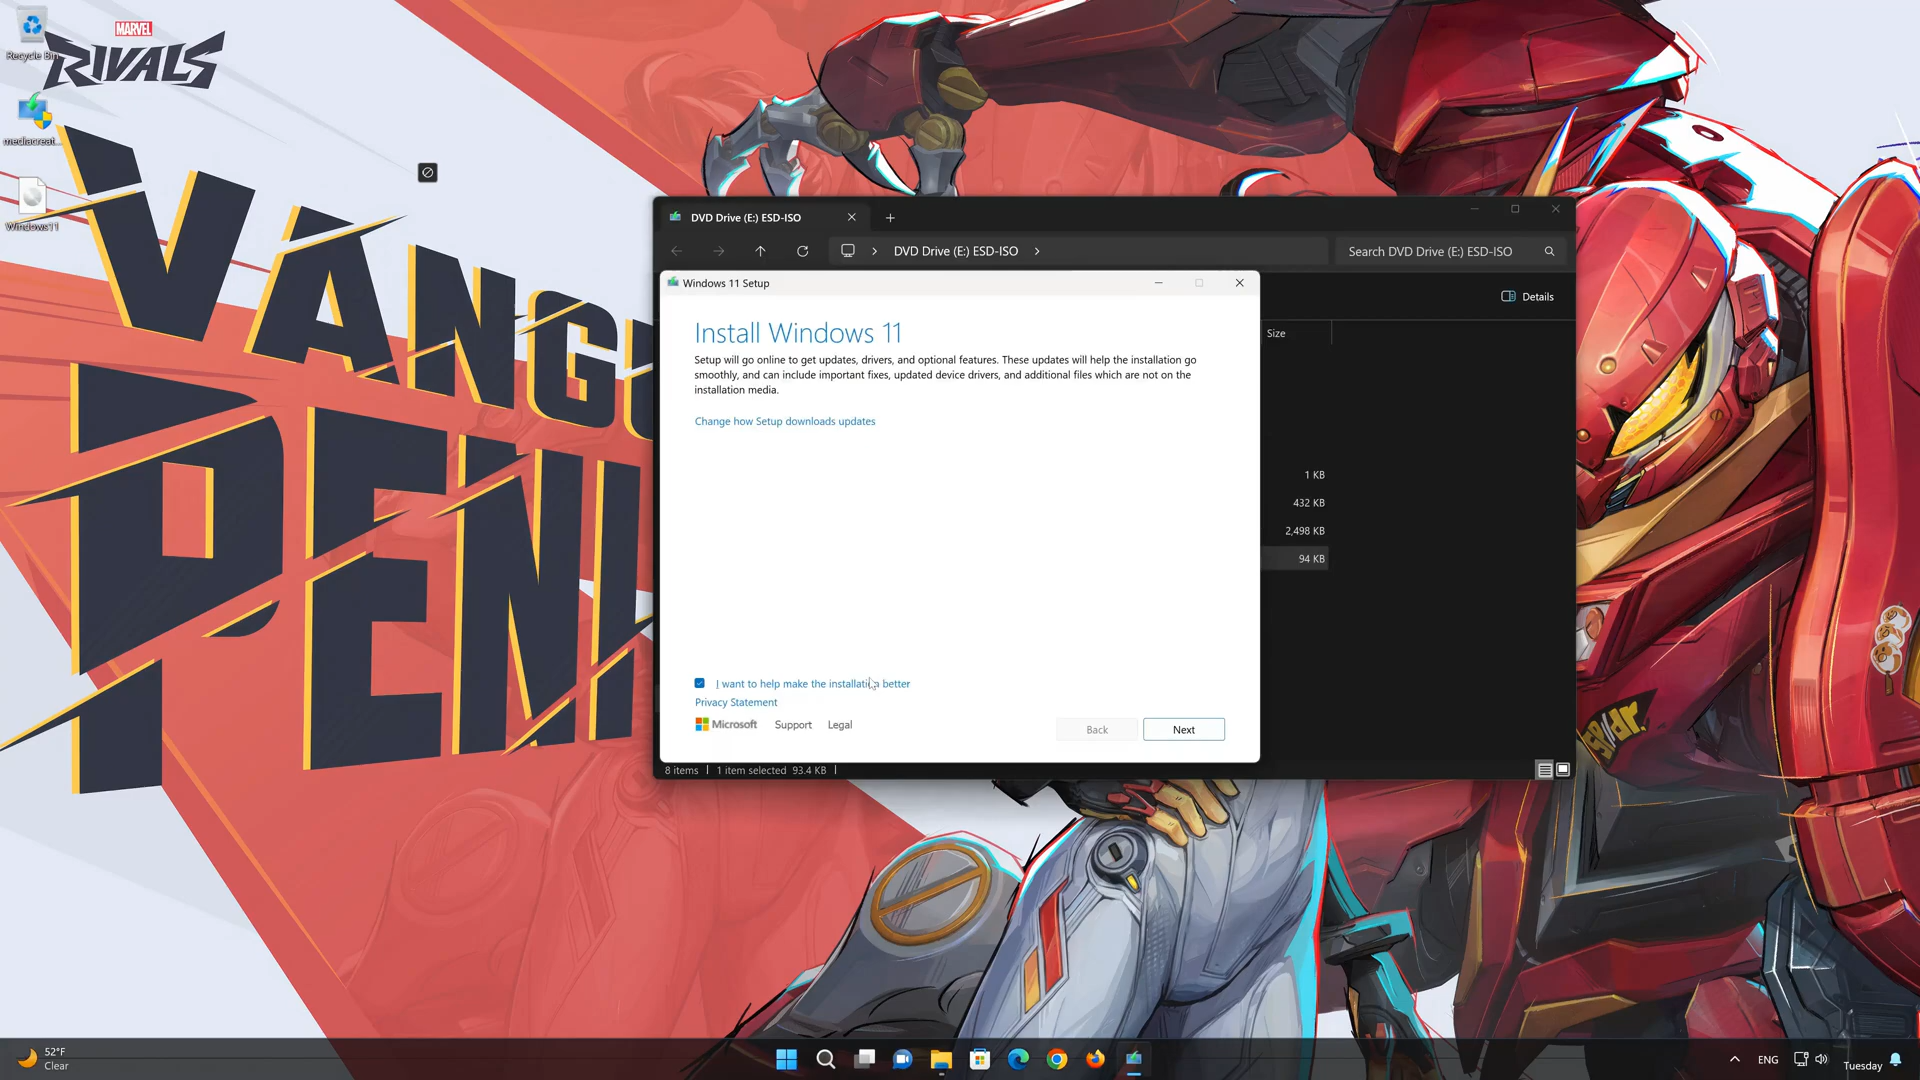 Recycle Bin
MARVEL
RIVALS
mediacreat...
Windows11
VANGU
PENI
P
DVD Drive (E:) ESD-ISO
DVD Drive (E:) ESD-ISO
Search DVD Drive (E:) ESD-ISO
Details
Size
1 KB
432 KB
2,498 KB
94 KB
Windows 11 Setup
Install Windows 11
Setup will go online to get updates, drivers, and optional features. These updates will help the installation go
smoothly, and can include important fixes, updated device drivers, and additional files which are not on the
installation media.
Change how Setup downloads updates
I want to help make the installation better
Privacy Statement
Microsoft
Support
Legal
Back
Next
8 items
1 item selected 93.4 KB
SP//dr.
52°F
Clear
ENG
Tuesday